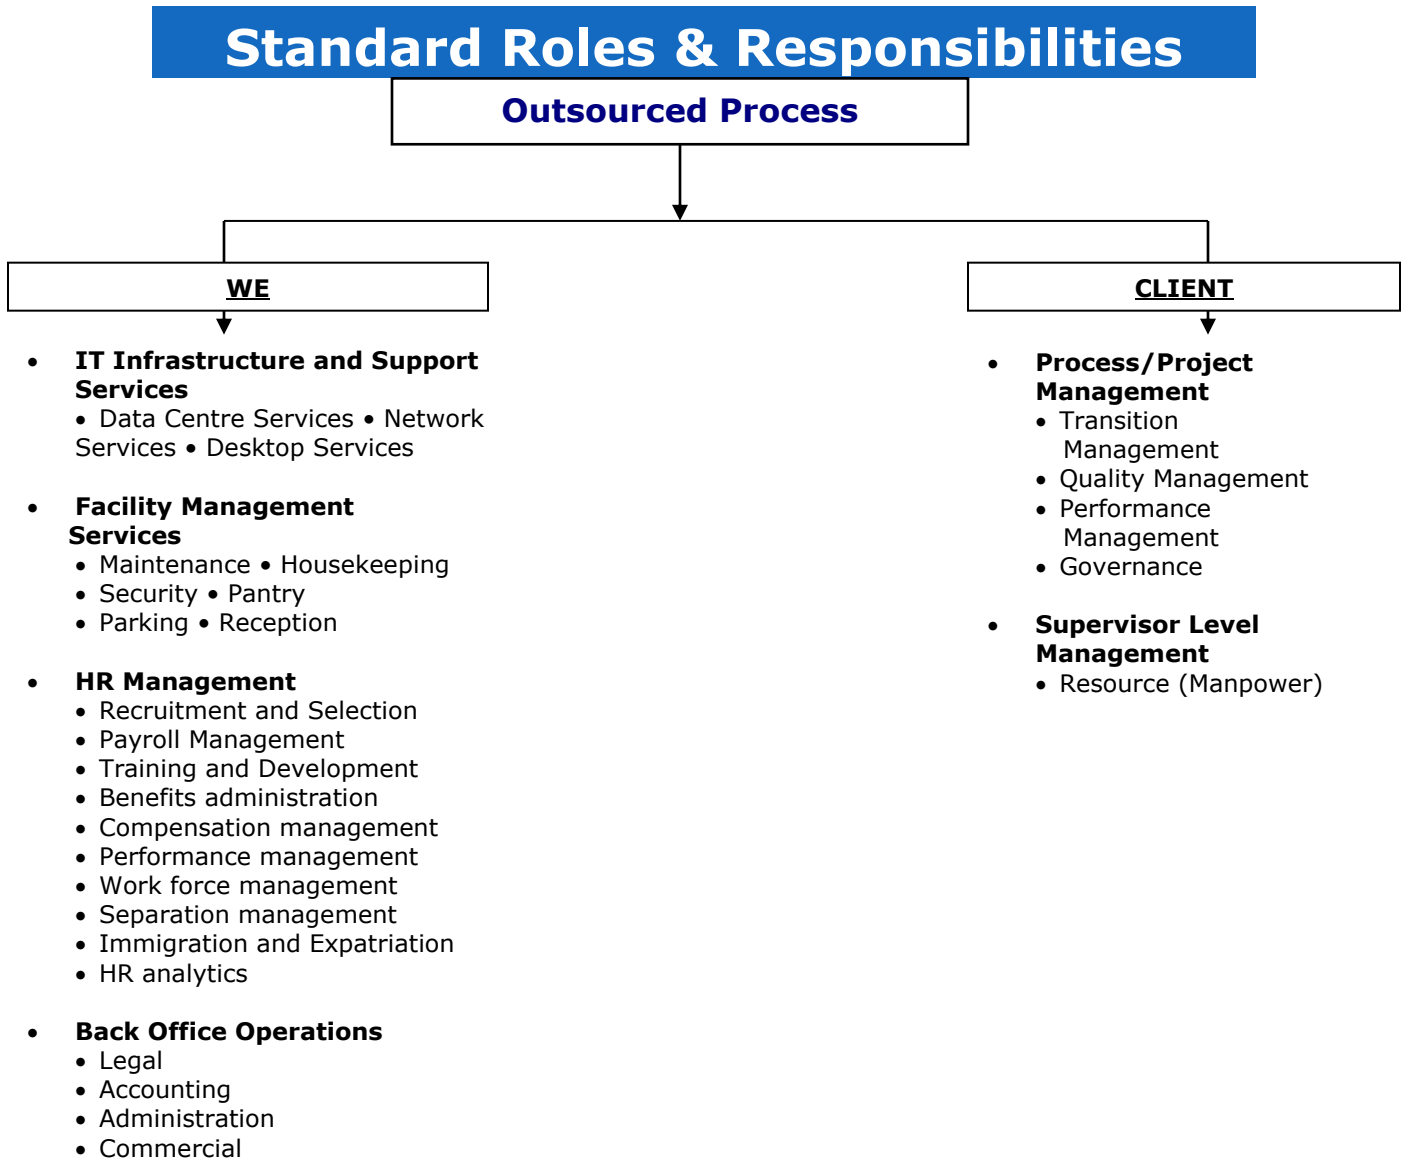 Standard Roles & Responsibilities
Outsourced Process
WE
• IT Infrastructure and Support
Services
• Data Centre Services • Network
Services • Desktop Services
• Facility Management
Services
• Maintenance • Housekeeping
• Security • Pantry
• Parking • Reception
• HR Management
• Recruitment and Selection
• Payroll Management
• Training and Development
• Benefits administration
• Compensation management
• Performance management
• Work force management
• Separation management
• Immigration and Expatriation
• HR analytics
• Back Office Operations
• Legal
• Accounting
• Administration
• Commercial
CLIENT
• Process/Project
Management
• Transition
Management
• Quality Management
• Performance
Management
• Governance
• Supervisor Level
Management
• Resource (Manpower)